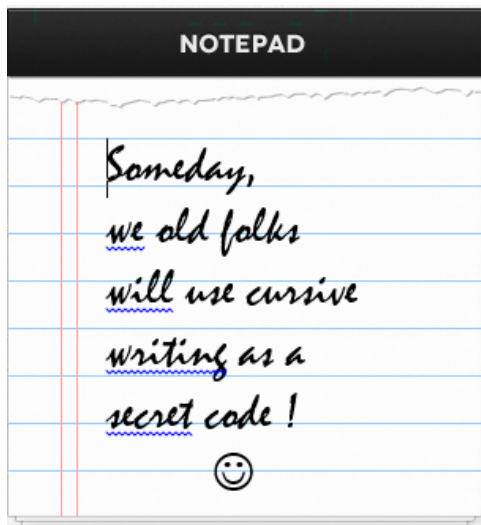 NOTEPAD
Someday,
we old folks
will use cursive
writing as a
secret code !
☺